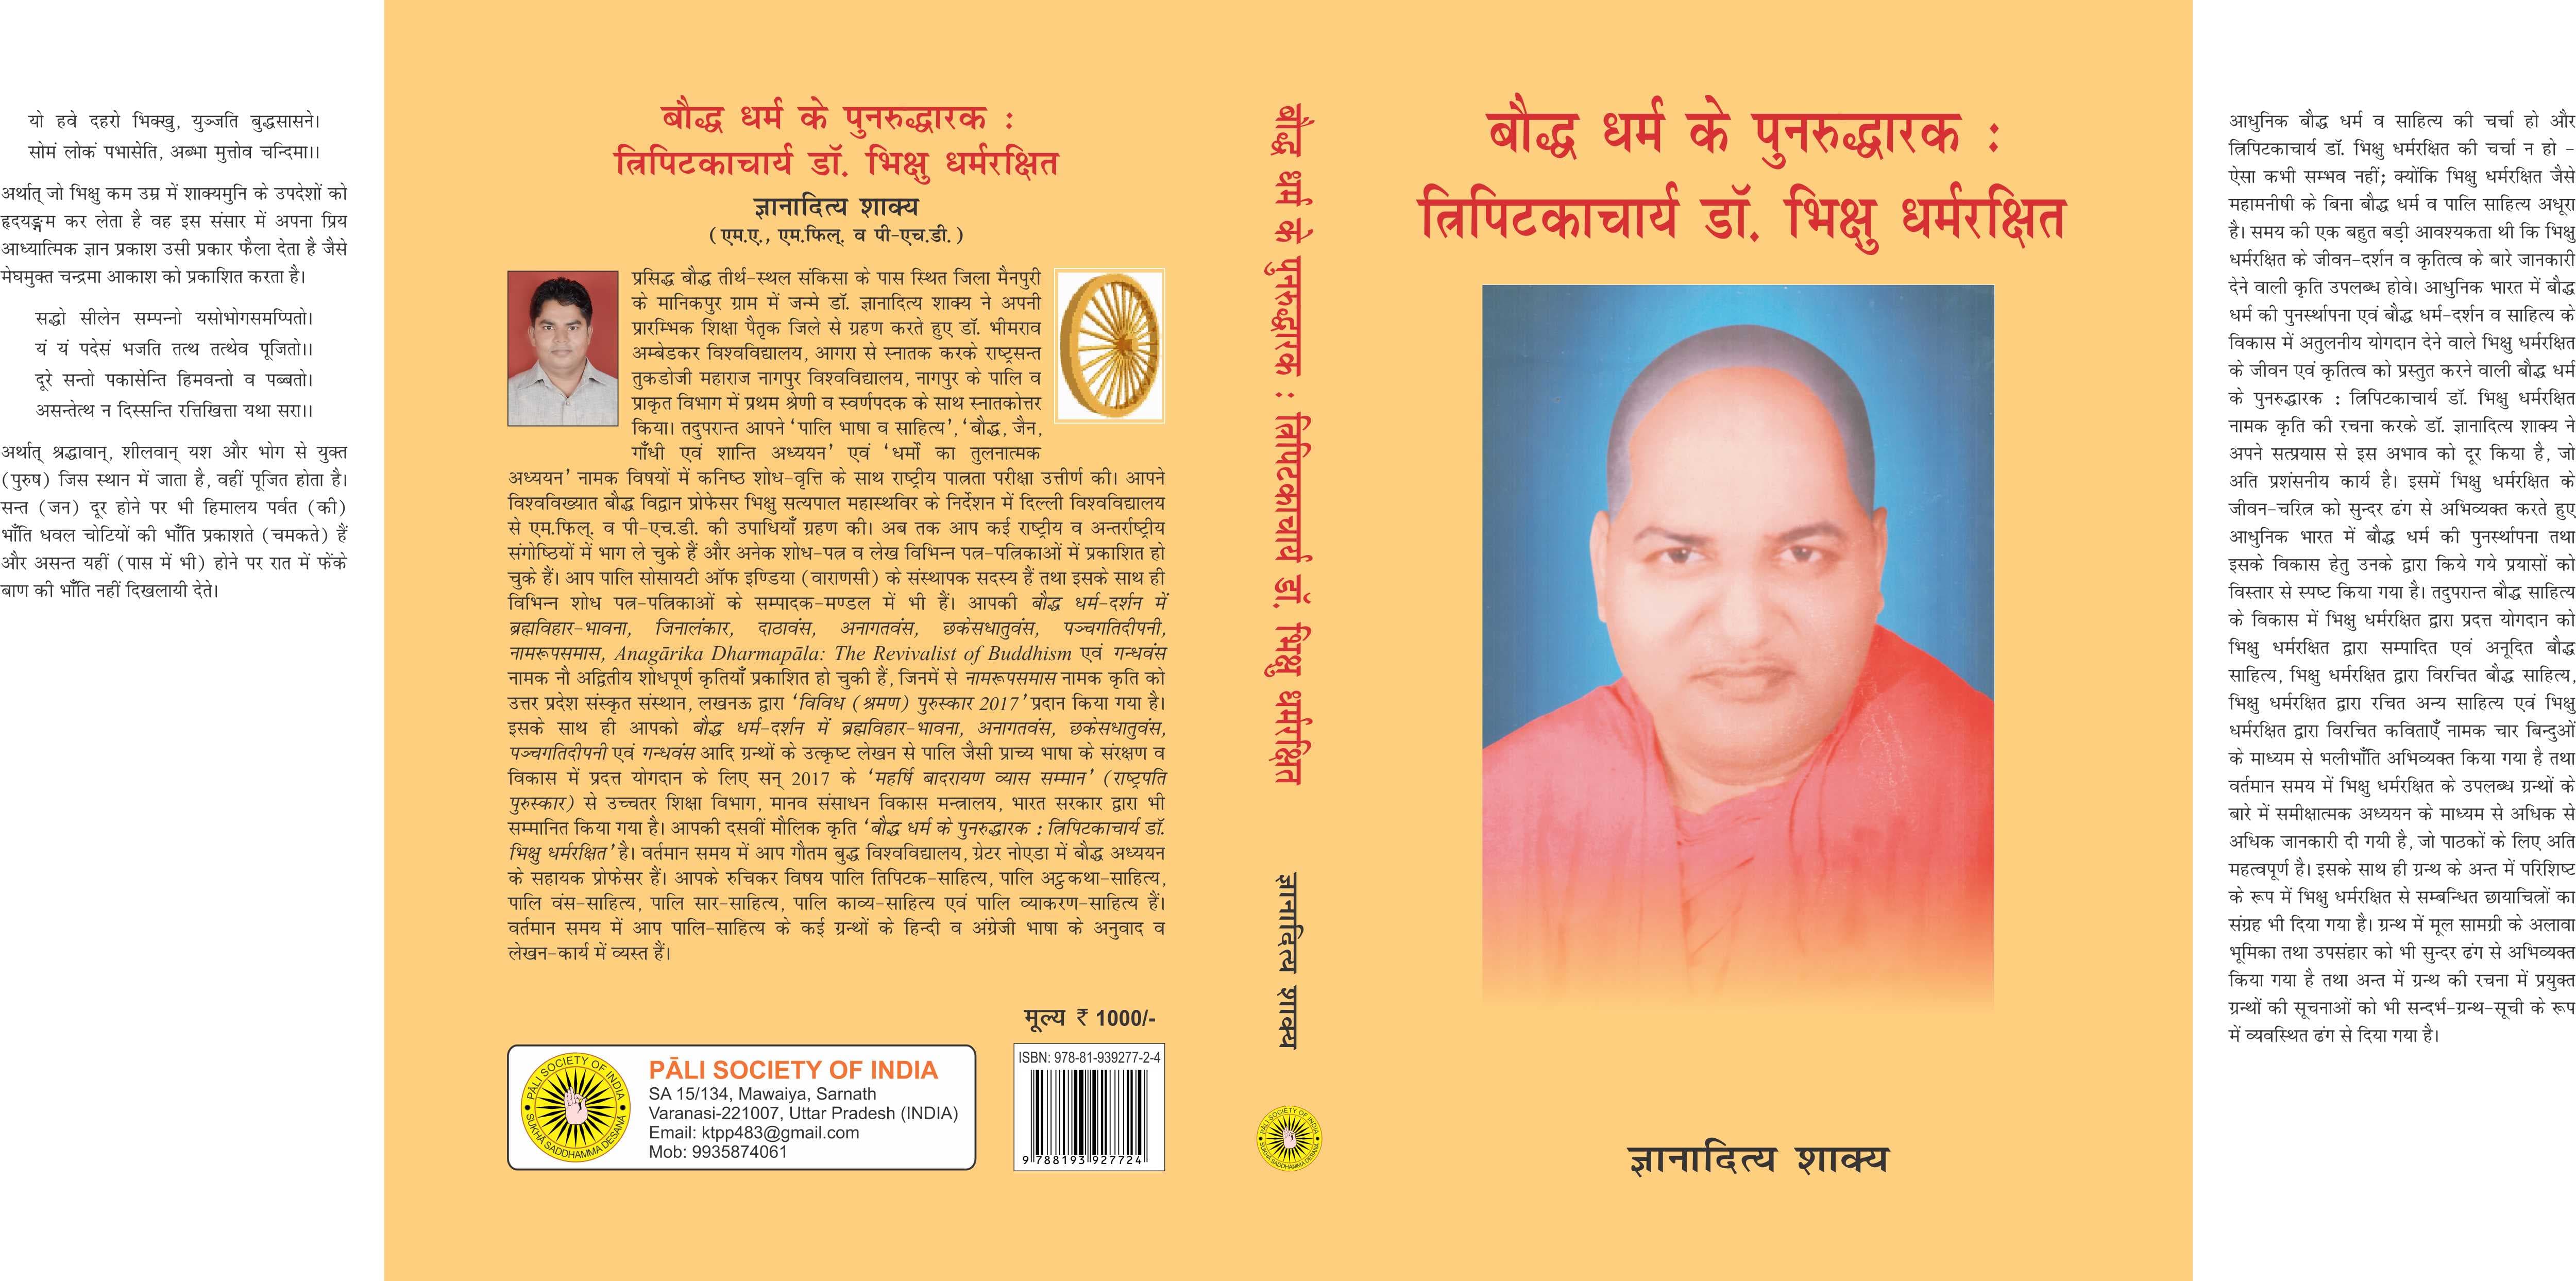 यो हवे दहरो भिक्खु, युञ्जति बुद्धसासने।
सोमं लोकं पभासेति, अब्भा मुत्तोव चन्दिमा।।
अर्थात् जो भिक्षु कम उम्र में शाक्यमुनि के उपदेशों को
हृदयङ्गम कर लेता है वह इस संसार में अपना प्रिय
आध्यात्मिक ज्ञान प्रकाश उसी प्रकार फैला देता है जैसे
मेघमुक्त चन्द्रमा आकाश को प्रकाशित करता है।
सद्धो सीलेन सम्पन्नो यसोभोगसमप्पितो।
यं यं पदेसं भजति तत्थ तत्थेव पूजितो।।
दूरे सन्तो पकासेन्ति हिमवन्तो व पब्बतो।
असन्तेत्थ न दिस्सन्ति रत्तिखित्ता यथा सरा।।
अर्थात् श्रद्धावान्, शीलवान् यश और भोग से युक्त
(पुरुष) जिस स्थान में जाता है, वहीं पूजित होता है।
सन्त (जन) दूर होने पर भी हिमालय पर्वत (की)
भाँति धवल चोटियों की भाँति प्रकाशते (चमकते) हैं
और असन्त यहीं (पास में भी) होने पर रात में फेंके
बाण की भाँति नहीं दिखलायी देते।
बौद्ध धर्म के पुनरुद्धारक :
त्रिपिटकाचार्य डॉ. भिक्षु धर्मरक्षित
ज्ञानादित्य शाक्य
(एम.ए., एम.फिल्. व पी-एच.डी.)
प्रसिद्ध बौद्ध तीर्थ-स्थल संकिसा के पास स्थित जिला मैनपुरी
के मानिकपुर ग्राम में जन्मे डॉ. ज्ञानादित्य शाक्य ने अपनी
प्रारम्भिक शिक्षा पैतृक जिले से ग्रहण करते हुए डॉ. भीमराव
अम्बेडकर विश्वविद्यालय, आगरा से स्नातक करके राष्ट्रसन्त
तुकडोजी महाराज नागपुर विश्वविद्यालय, नागपुर के पालि व
प्राकृत विभाग में प्रथम श्रेणी व स्वर्णपदक के साथ स्नातकोत्तर
किया। तदुपरान्त आपने ‘पालि भाषा व साहित्य’, ‘बौद्ध, जैन,
गाँधी एवं शान्ति अध्ययन’ एवं ‘धर्मों का तुलनात्मक
अध्ययन’ नामक विषयों में कनिष्ठ शोध-वृत्ति के साथ राष्ट्रीय पात्रता परीक्षा उत्तीर्ण की। आपने
विश्वविख्यात बौद्ध विद्वान प्रोफेसर भिक्षु सत्यपाल महास्थविर के निर्देशन में दिल्ली विश्वविद्यालय
से एम.फिल्. व पी-एच.डी. की उपाधियाँ ग्रहण की। अब तक आप कई राष्ट्रीय व अन्तर्राष्ट्रीय
संगोष्ठियों में भाग ले चुके हैं और अनेक शोध-पत्र व लेख विभिन्न पत्र-पत्रिकाओं में प्रकाशित हो
चुके हैं। आप पालि सोसायटी ऑफ इण्डिया (वाराणसी) के संस्थापक सदस्य हैं तथा इसके साथ ही
विभिन्न शोध पत्र-पत्रिकाओं के सम्पादक-मण्डल में भी हैं। आपकी बौद्ध धर्म-दर्शन में
ब्रह्मविहार-भावना, जिनालंकार, दाठावंस, अनागतवंस, छकेसधातुवंस, पञ्चगतिदीपनी,
नामरूपसमास, Anagārika Dharmapāla: The Revivalist of Buddhism एवं गन्धवंस
नामक नौ अद्वितीय शोधपूर्ण कृतियाँ प्रकाशित हो चुकी हैं, जिनमें से नामरूपसमास नामक कृति को
उत्तर प्रदेश संस्कृत संस्थान, लखनऊ द्वारा ‘विविध (श्रमण) पुरुस्कार 2017’ प्रदान किया गया है।
इसके साथ ही आपको बौद्ध धर्म-दर्शन में ब्रह्मविहार-भावना, अनागतवंस, छकेसधातुवंस,
पञ्चगतिदीपनी एवं गन्धवंस आदि ग्रन्थों के उत्कृष्ट लेखन से पालि जैसी प्राच्य भाषा के संरक्षण व
विकास में प्रदत्त योगदान के लिए सन् 2017 के ‘महर्षि बादरायण व्यास सम्मान’ (राष्ट्रपति
पुरुस्कार) से उच्चतर शिक्षा विभाग, मानव संसाधन विकास मन्त्रालय, भारत सरकार द्वारा भी
सम्मानित किया गया है। आपकी दसवीं मौलिक कृति ‘बौद्ध धर्म के पुनरुद्धारक : त्रिपिटकाचार्य डॉ.
भिक्षु धर्मरक्षित’ है। वर्तमान समय में आप गौतम बुद्ध विश्वविद्यालय, ग्रेटर नोएडा में बौद्ध अध्ययन
के सहायक प्रोफेसर हैं। आपके रुचिकर विषय पालि तिपिटक-साहित्य, पालि अट्ठकथा-साहित्य,
पालि वंस-साहित्य, पालि सार-साहित्य, पालि काव्य-साहित्य एवं पालि व्याकरण-साहित्य हैं।
वर्तमान समय में आप पालि-साहित्य के कई ग्रन्थों के हिन्दी व अंग्रेजी भाषा के अनुवाद व
लेखन-कार्य में व्यस्त हैं।
मूल्य ₹ 1000/-
PĀLI SOCIETY OF INDIA
SUKHĀ SADDHAMMA DESANĀ
PĀLI SOCIETY OF INDIA
SA 15/134, Mawaiya, Sarnath
Varanasi-221007, Uttar Pradesh (INDIA)
Email: ktpp483@gmail.com
Mob: 9935874061
ISBN: 978-81-939277-2-4
9 788193 927724
बौद्ध धर्म के पुनरुद्धारक : त्रिपिटकाचार्य डॉ. भिक्षु धर्मरक्षित
ज्ञानादित्य शाक्य
PĀLI SOCIETY OF INDIA
SUKHĀ SADDHAMMA DESANĀ
बौद्ध धर्म के पुनरुद्धारक :
त्रिपिटकाचार्य डॉ. भिक्षु धर्मरक्षित
ज्ञानादित्य शाक्य
आधुनिक बौद्ध धर्म व साहित्य की चर्चा हो और
त्रिपिटकाचार्य डॉ. भिक्षु धर्मरक्षित की चर्चा न हो -
ऐसा कभी सम्भव नहीं; क्योंकि भिक्षु धर्मरक्षित जैसे
महामनीषी के बिना बौद्ध धर्म व पालि साहित्य अधूरा
है। समय की एक बहुत बड़ी आवश्यकता थी कि भिक्षु
धर्मरक्षित के जीवन-दर्शन व कृतित्व के बारे जानकारी
देने वाली कृति उपलब्ध होवे। आधुनिक भारत में बौद्ध
धर्म की पुनर्स्थापना एवं बौद्ध धर्म-दर्शन व साहित्य के
विकास में अतुलनीय योगदान देने वाले भिक्षु धर्मरक्षित
के जीवन एवं कृतित्व को प्रस्तुत करने वाली बौद्ध धर्म
के पुनरुद्धारक : त्रिपिटकाचार्य डॉ. भिक्षु धर्मरक्षित
नामक कृति की रचना करके डॉ. ज्ञानादित्य शाक्य ने
अपने सत्प्रयास से इस अभाव को दूर किया है, जो
अति प्रशंसनीय कार्य है। इसमें भिक्षु धर्मरक्षित के
जीवन-चरित्र को सुन्दर ढंग से अभिव्यक्त करते हुए
आधुनिक भारत में बौद्ध धर्म की पुनर्स्थापना तथा
इसके विकास हेतु उनके द्वारा किये गये प्रयासों को
विस्तार से स्पष्ट किया गया है। तदुपरान्त बौद्ध साहित्य
के विकास में भिक्षु धर्मरक्षित द्वारा प्रदत्त योगदान को
भिक्षु धर्मरक्षित द्वारा सम्पादित एवं अनूदित बौद्ध
साहित्य, भिक्षु धर्मरक्षित द्वारा विरचित बौद्ध साहित्य,
भिक्षु धर्मरक्षित द्वारा रचित अन्य साहित्य एवं भिक्षु
धर्मरक्षित द्वारा विरचित कविताएँ नामक चार बिन्दुओं
के माध्यम से भलीभाँति अभिव्यक्त किया गया है तथा
वर्तमान समय में भिक्षु धर्मरक्षित के उपलब्ध ग्रन्थों के
बारे में समीक्षात्मक अध्ययन के माध्यम से अधिक से
अधिक जानकारी दी गयी है, जो पाठकों के लिए अति
महत्वपूर्ण है। इसके साथ ही ग्रन्थ के अन्त में परिशिष्ट
के रूप में भिक्षु धर्मरक्षित से सम्बन्धित छायाचित्रों का
संग्रह भी दिया गया है। ग्रन्थ में मूल सामग्री के अलावा
भूमिका तथा उपसंहार को भी सुन्दर ढंग से अभिव्यक्त
किया गया है तथा अन्त में ग्रन्थ की रचना में प्रयुक्त
ग्रन्थों की सूचनाओं को भी सन्दर्भ-ग्रन्थ-सूची के रूप
में व्यवस्थित ढंग से दिया गया है।